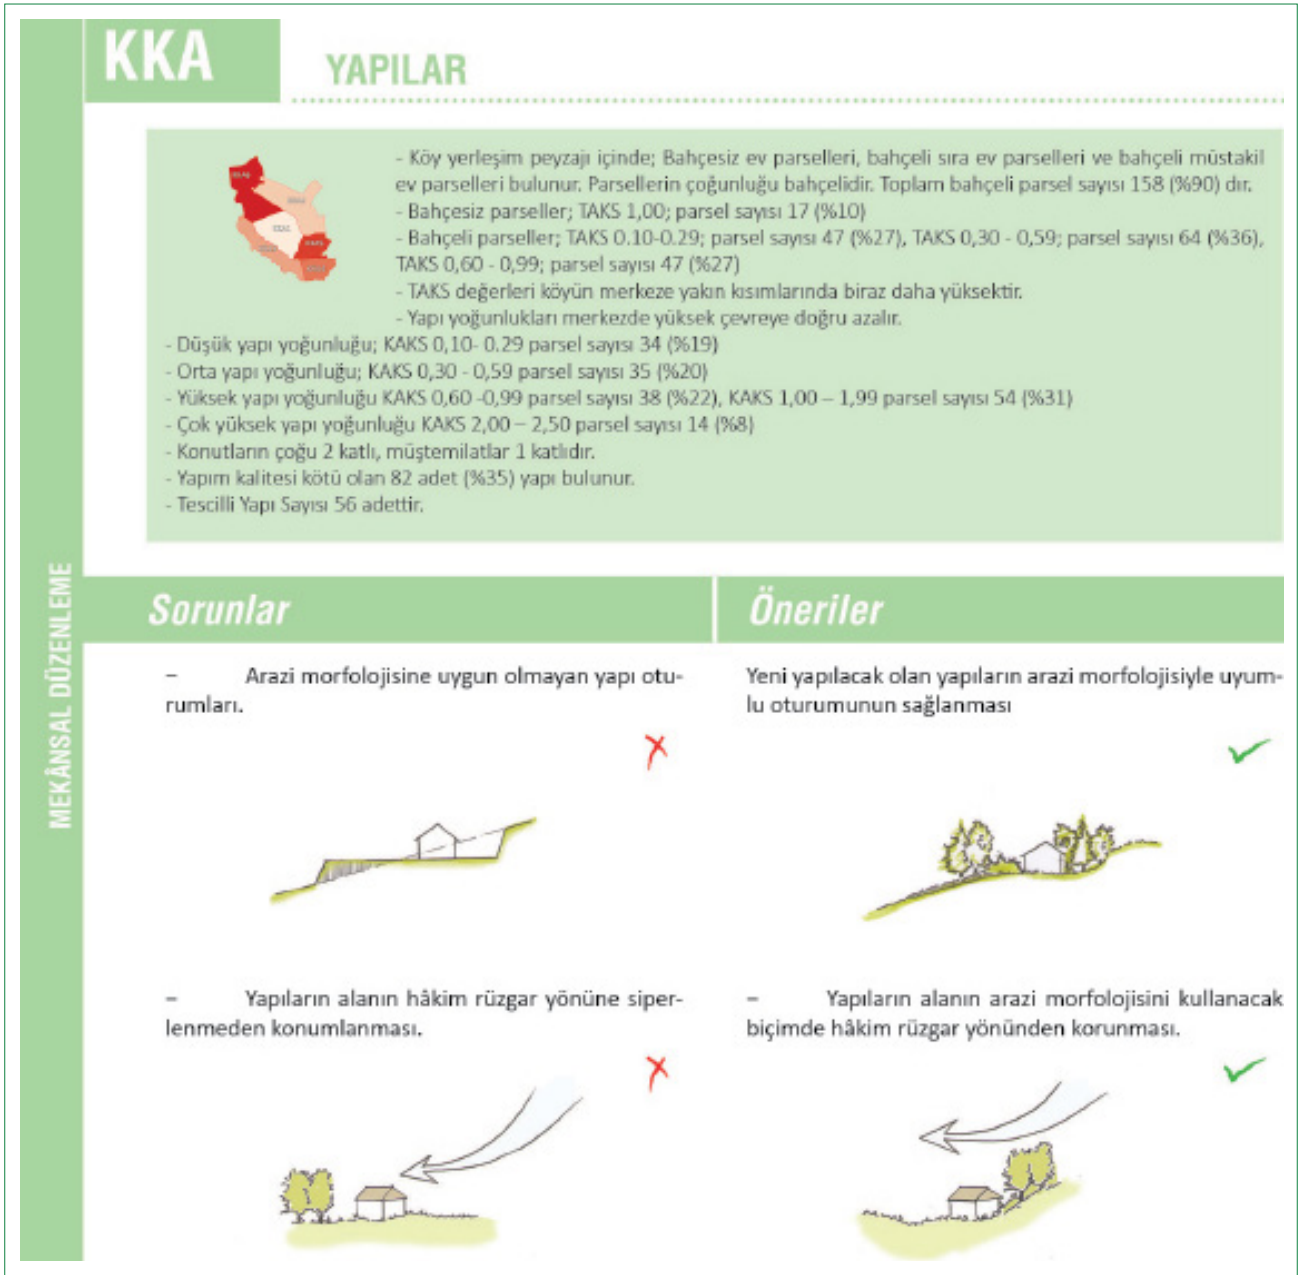 KKA
YAPILAR
- Köy yerleşim peyzajı içinde; Bahçesiz ev parselleri, bahçeli sıra ev parselleri ve bahçeli müstakil
ev parselleri bulunur. Parsellerin çoğunluğu bahçelidir. Toplam bahçeli parsel sayısı 158 (%90) dır.
- Bahçesiz parseller; TAKS 1,00; parsel sayısı 17 (%10)
- Bahçeli parseller; TAKS 0.10-0.29; parsel sayısı 47 (%27), TAKS 0,30 - 0,59; parsel sayısı 64 (%36),
TAKS 0,60 - 0,99; parsel sayısı 47 (%27)
- TAKS değerleri köyün merkeze yakın kısımlarında biraz daha yüksektir.
- Yapı yoğunlukları merkezde yüksek çevreye doğru azalır.
- Düşük yapı yoğunluğu; KAKS 0,10- 0.29 parsel sayısı 34 (%19)
- Orta yapı yoğunluğu; KAKS 0,30 - 0,59 parsel sayısı 35 (%20)
- Yüksek yapı yoğunluğu KAKS 0,60 -0,99 parsel sayısı 38 (%22), KAKS 1,00 – 1,99 parsel sayısı 54 (%31)
- Çok yüksek yapı yoğunluğu KAKS 2,00 – 2,50 parsel sayısı 14 (%8)
- Konutların çoğu 2 katlı, müştemilatlar 1 katlıdır.
- Yapım kalitesi kötü olan 82 adet (%35) yapı bulunur.
- Tescilli Yapı Sayısı 56 adettir.
MEKÂNSAL DÜZENLEME
Sorunlar
– Arazi morfolojisine uygun olmayan yapı otu-
rumları.
– Yapıların alanın hâkim rüzgar yönüne siper-
lenmeden konumlanması.
Öneriler
Yeni yapılacak olan yapıların arazi morfolojisiyle uyum-
lu oturumunun sağlanması
– Yapıların alanın arazi morfolojisini kullanacak
biçimde hâkim rüzgar yönünden korunması.